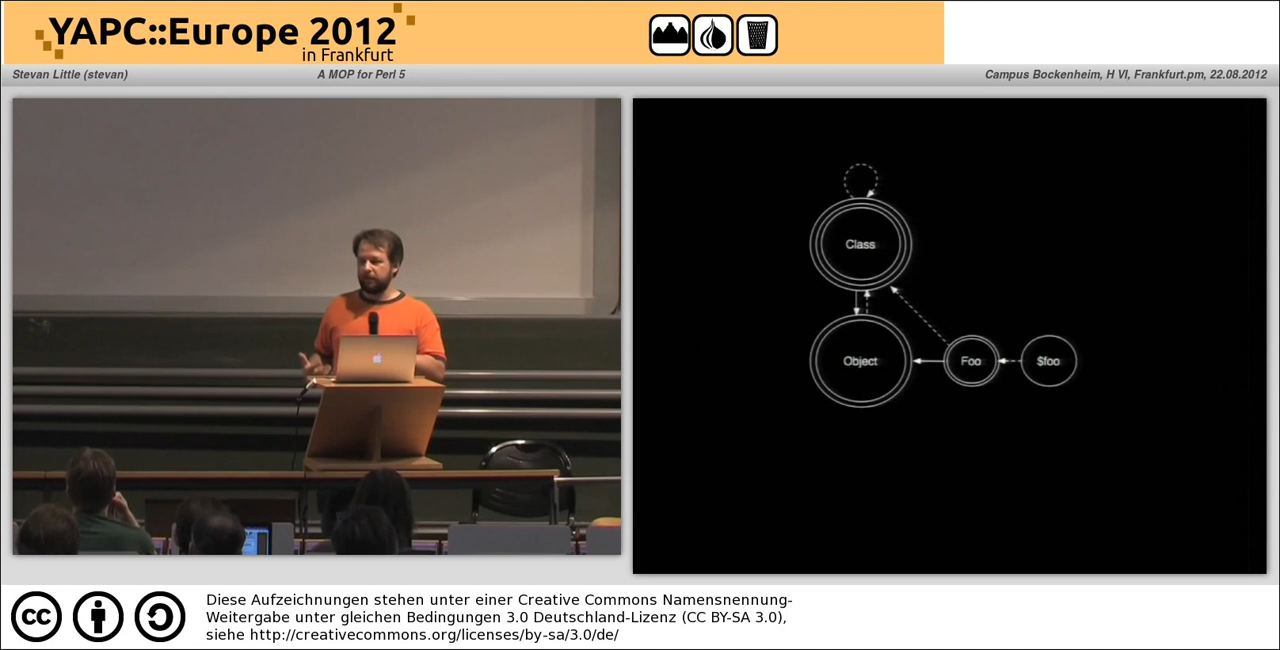 YAPC::Europe 2012
in Frankfurt
Stevan Little (stevan)
A MOP for Perl 5
Campus Bockenheim, H VI, Frankfurt.pm, 22.08.2012
Class
Object
Foo
$foo
cc
Diese Aufzeichnungen stehen unter einer Creative Commons Namensnennung-
Weitergabe unter gleichen Bedingungen 3.0 Deutschland-Lizenz (CC BY-SA 3.0),
siehe http://creativecommons.org/licenses/by-sa/3.0/de/